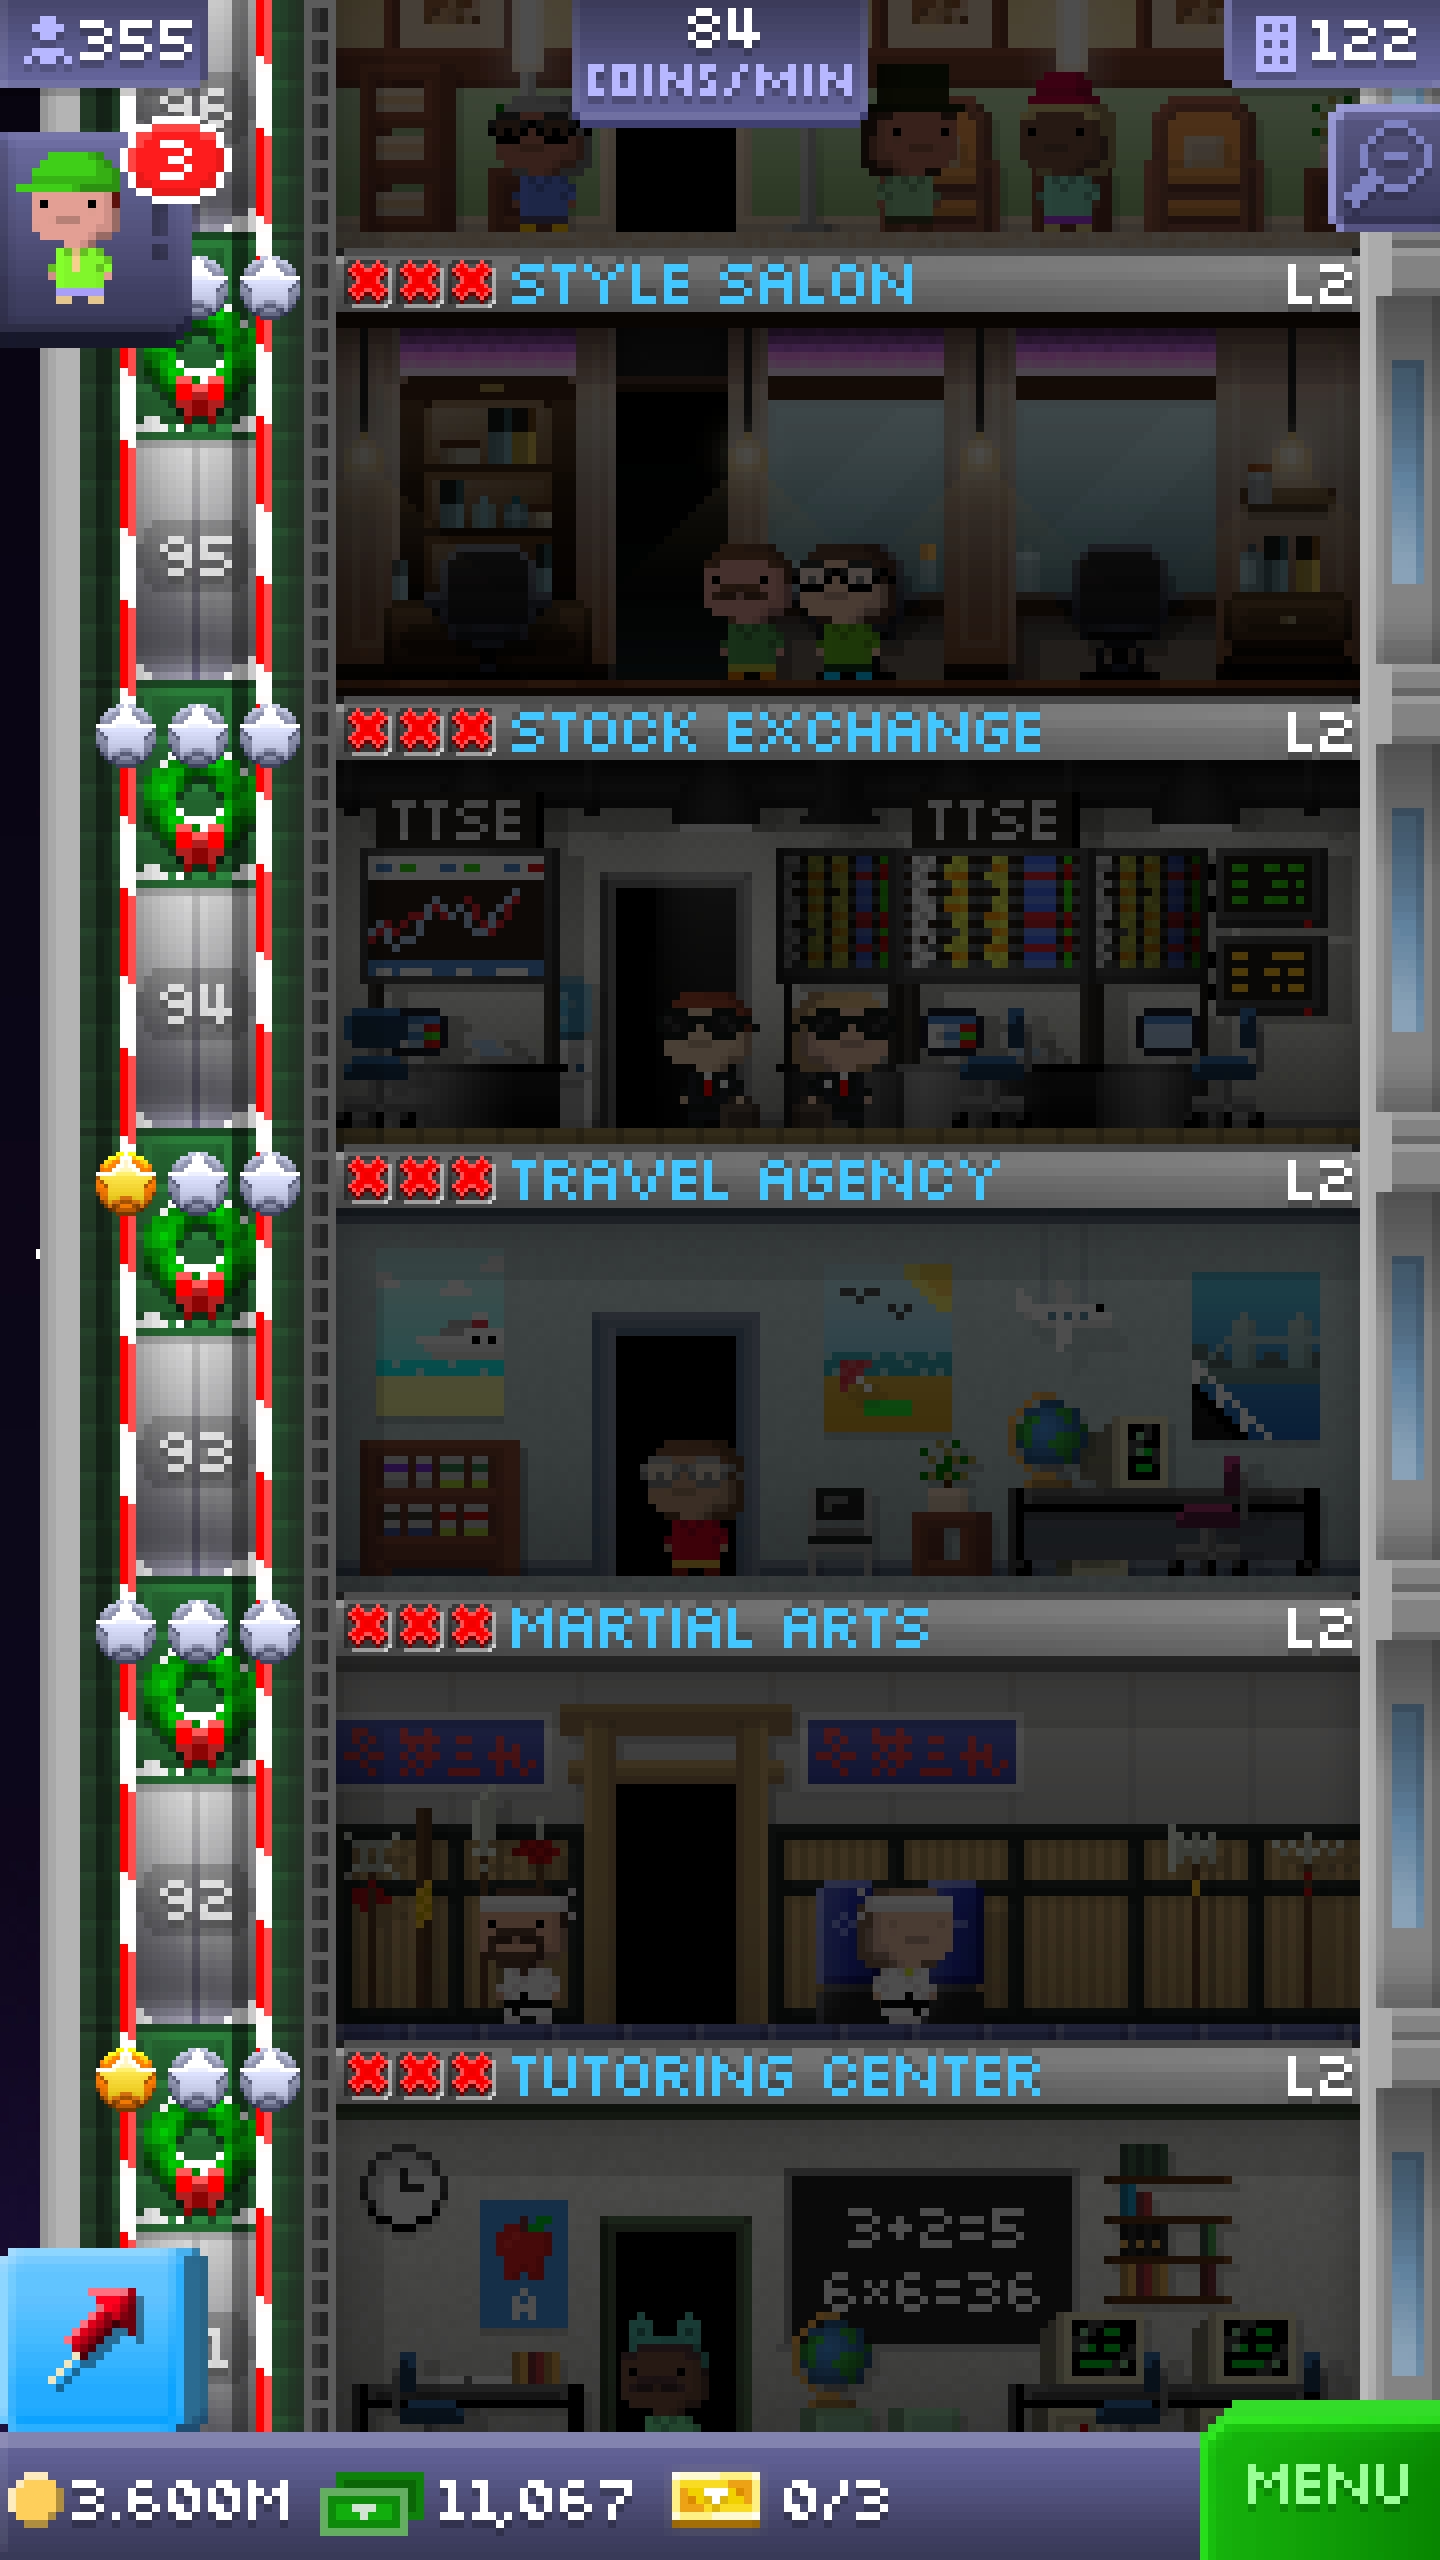 355
84
COINS/MIN
122
96
3
STYLE SALON L2
95
STOCK EXCHANGE L2
TTSE TTSE
94
TRAVEL AGENCY L2
93
MARTIAL ARTS L2
92
TUTORING CENTER L2
3+2=5
6×6=36
A
1
3.600M 11,067 0/3
MENU